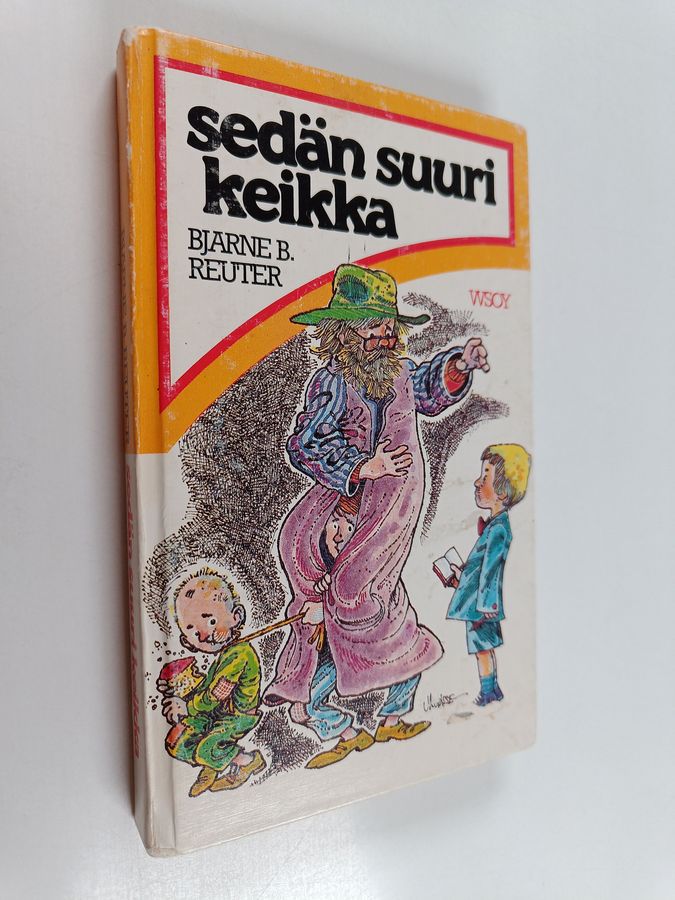 sedän suuri
keikka
BJARNE B.
REUTER
WSOY